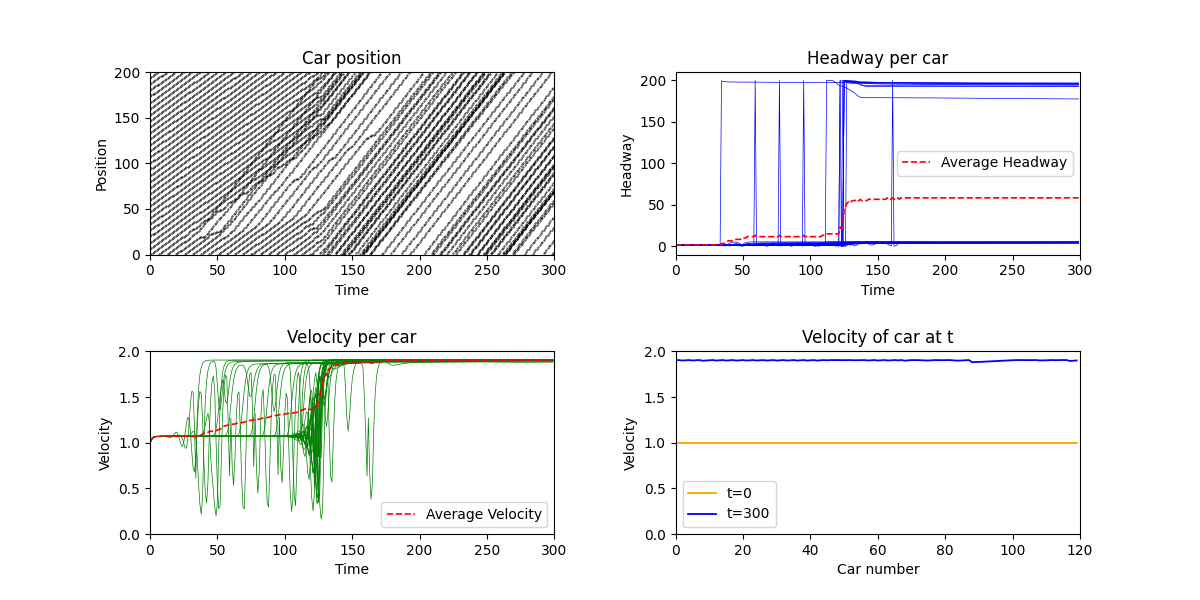 Car position
Position
200
150
100
50
0
0 50 100 150 200 250 300
Time
Headway per car
Headway
200
150
100
50
0
Average Headway
0 50 100 150 200 250 300
Time
Velocity per car
Velocity
2.0
1.5
1.0
0.5
0.0
Average Velocity
0 50 100 150 200 250 300
Time
Velocity of car at t
Velocity
2.0
1.5
1.0
0.5
0.0
t=0
t=300
0 20 40 60 80 100 120
Car number